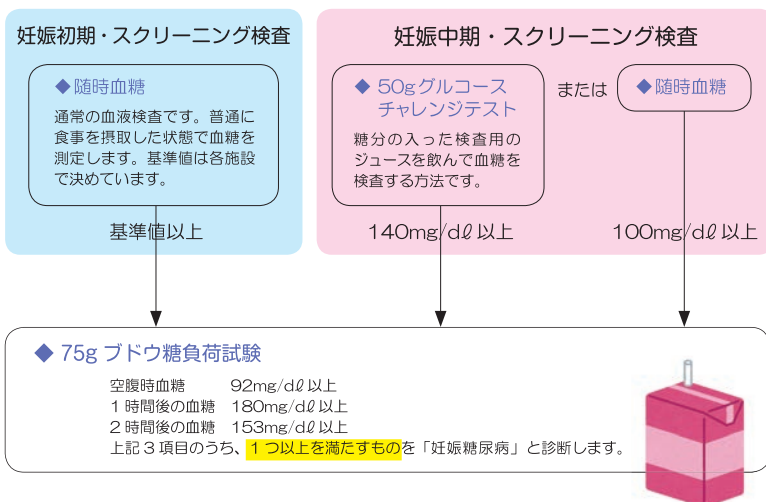 妊娠初期・スクリーニング検査
◆随時血糖
通常の血液検査です。普通に
食事を摂取した状態で血糖を
測定します。基準値は各施設
で決めています。
基準値以上
妊娠中期・スクリーニング検査
◆ 50gグルコース
チャレンジテスト
糖分の入った検査用の
ジュースを飲んで血糖を
検査する方法です。
または
◆随時血糖
140mg/dℓ以上
100mg/dℓ以上
◆ 75g ブドウ糖負荷試験
空腹時血糖 92mg/dℓ以上
1時間後の血糖 180mg/dℓ以上
2時間後の血糖 153mg/dℓ以上
上記3項目のうち、1つ以上を満たすものを「妊娠糖尿病」と診断します。